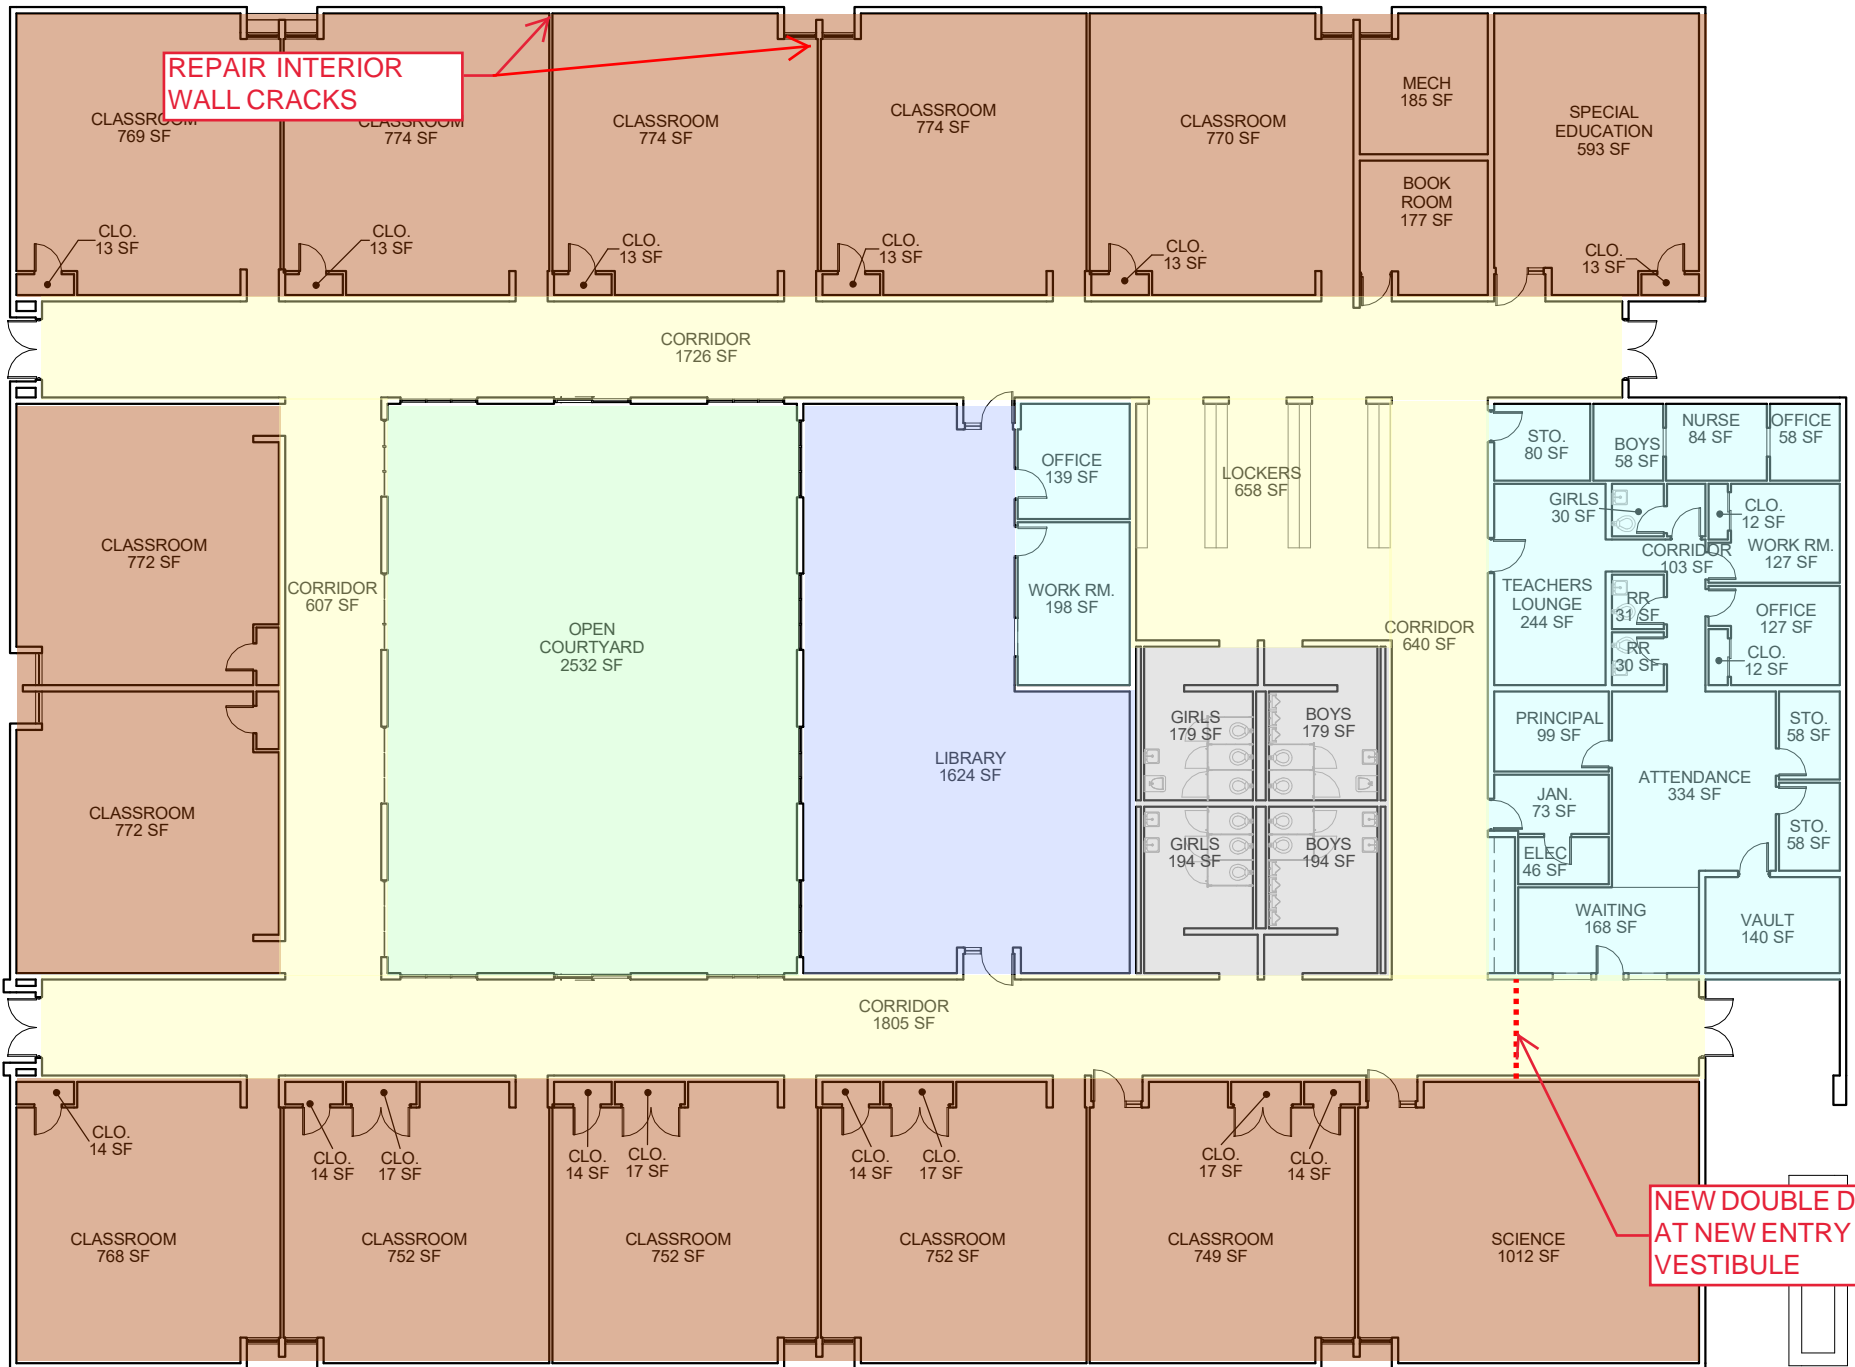 REPAIR INTERIOR
WALL CRACKS
CLASSROOM
769 SF
CLASSROOM
774 SF
CLASSROOM
774 SF
CLASSROOM
774 SF
CLASSROOM
770 SF
MECH
185 SF
SPECIAL
EDUCATION
593 SF
BOOK
ROOM
177 SF
CLO.
13 SF
CLO.
13 SF
CLO.
13 SF
CLO.
13 SF
CLO.
13 SF
CLO.
13 SF
CORRIDOR
1726 SF
CLASSROOM
772 SF
CORRIDOR
607 SF
OPEN
COURTYARD
2532 SF
OFFICE
139 SF
WORK RM.
198 SF
LOCKERS
658 SF
CORRIDOR
640 SF
STO.
80 SF
BOYS
58 SF
NURSE
84 SF
OFFICE
58 SF
GIRLS
30 SF
CLO.
12 SF
CORRIDOR
103 SF
WORK RM.
127 SF
TEACHERS
LOUNGE
244 SF
RR
31 SF
OFFICE
127 SF
RR
30 SF
CLO.
12 SF
CLASSROOM
772 SF
LIBRARY
1624 SF
GIRLS
179 SF
BOYS
179 SF
GIRLS
194 SF
BOYS
194 SF
PRINCIPAL
99 SF
STO.
58 SF
ATTENDANCE
334 SF
JAN.
73 SF
STO.
58 SF
ELEC
46 SF
WAITING
168 SF
VAULT
140 SF
CORRIDOR
1805 SF
CLO.
14 SF
CLO.
14 SF
CLO.
17 SF
CLO.
14 SF
CLO.
17 SF
CLO.
14 SF
CLO.
17 SF
CLO.
17 SF
CLO.
14 SF
CLASSROOM
768 SF
CLASSROOM
752 SF
CLASSROOM
752 SF
CLASSROOM
752 SF
CLASSROOM
749 SF
SCIENCE
1012 SF
NEW DOUBLE D
AT NEW ENTRY
VESTIBULE